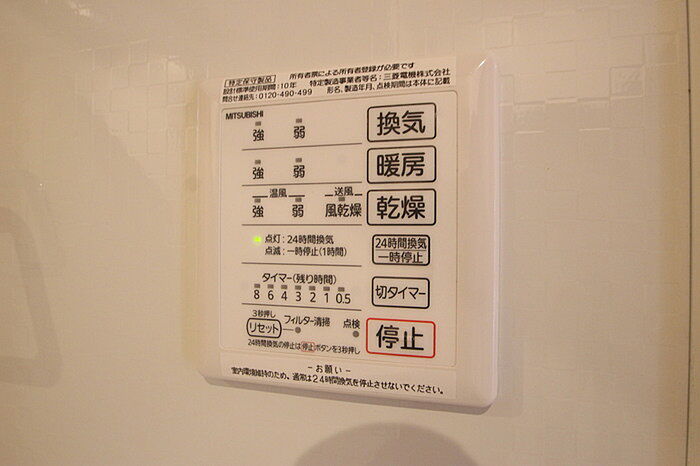 特定保守製品 所有者票による所有者登録が必要です
設計標準使用期間：10年 特定製造事業者等名：三菱電機株式会社
問合せ連絡先：0120-490-499 形名、製造年月、点検期間は本体に記載
MITSUBISHI
強 弱 換気
強 弱 暖房
温風 送風
強 弱 風乾燥 乾燥
点灯：24時間換気
点滅：一時停止(1時間)
24時間換気
一時停止
タイマー(残り時間)
8 6 4 3 2 1 0.5
切タイマー
3秒押し
リセット フィルター清掃 点検
停止
24時間換気の停止は停止ボタンを3秒押し
－お願い－
室内環境維持のため、通常は24時間換気を停止させないでください。